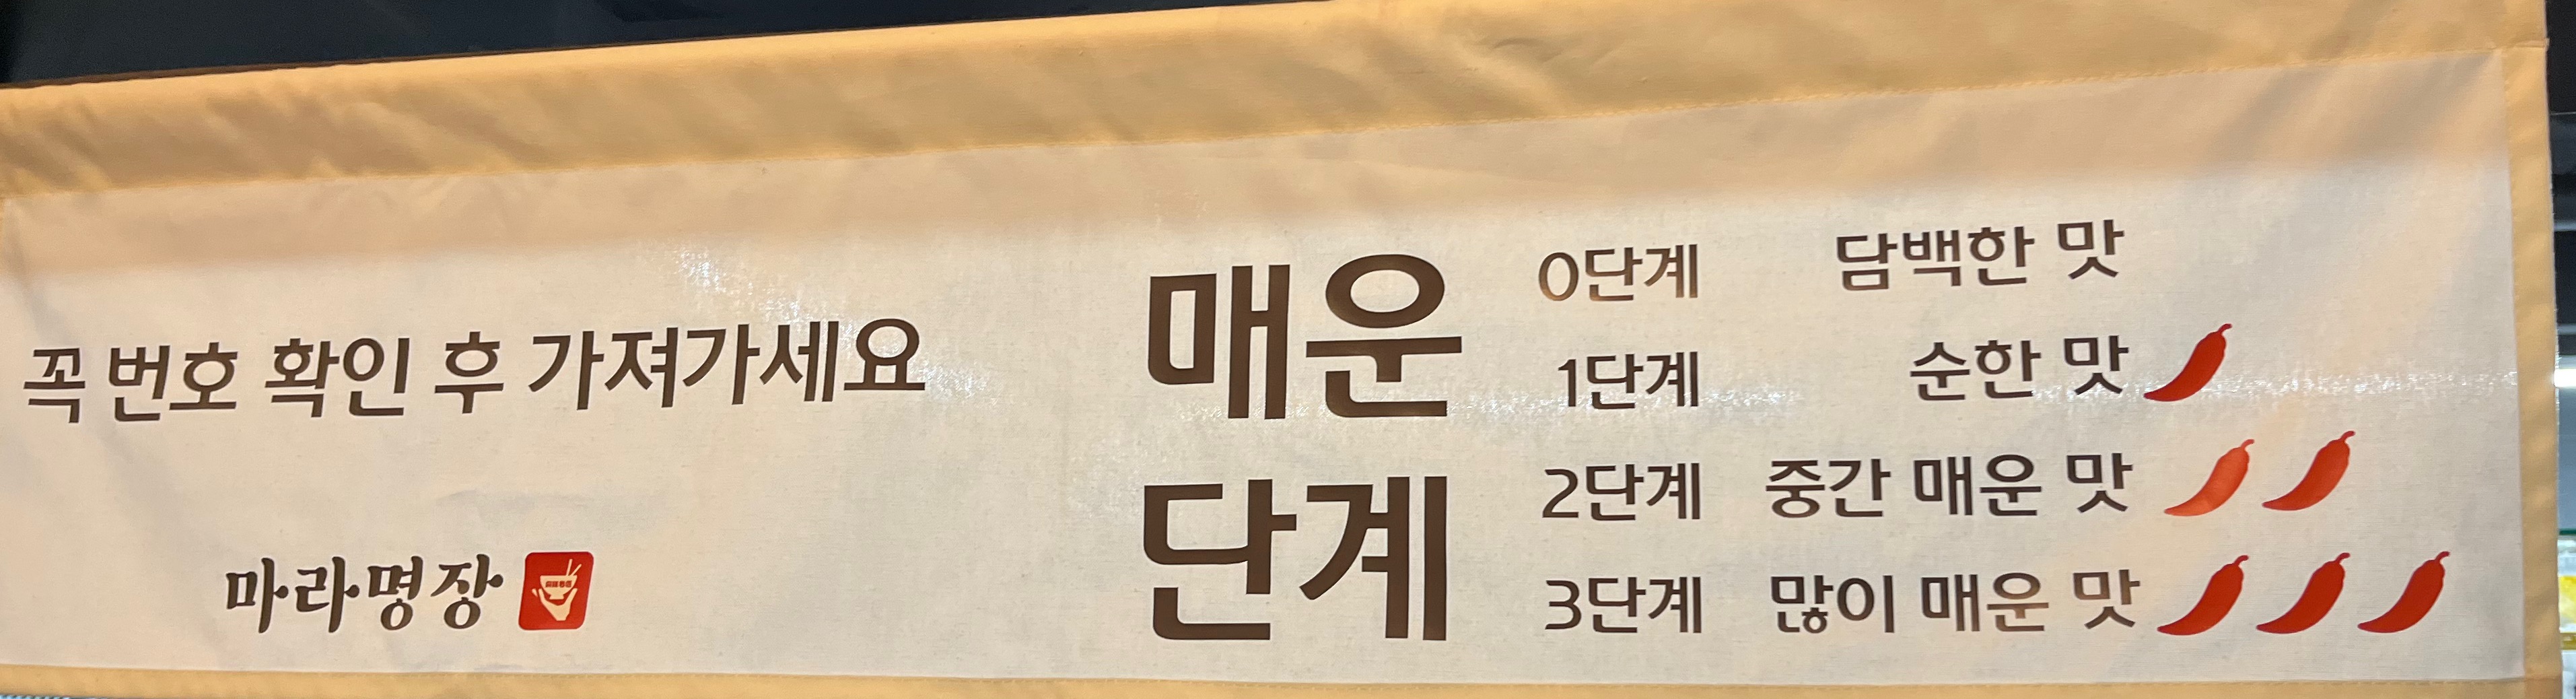 꼭 번호 확인 후 가져가세요
마라명장
매운
단계
0단계 담백한 맛
1단계 순한 맛
2단계 중간 매운 맛
3단계 많이 매운 맛